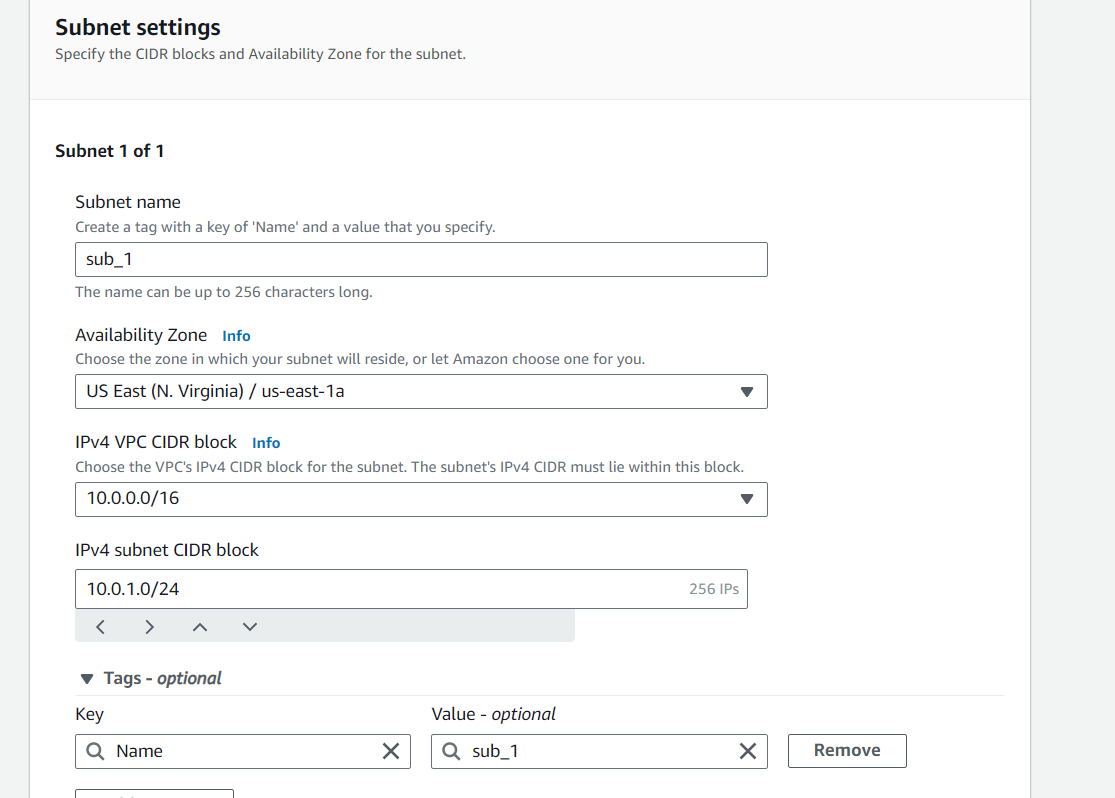 Subnet settings
Specify the CIDR blocks and Availability Zone for the subnet.
Subnet 1 of 1
Subnet name
Create a tag with a key of 'Name' and a value that you specify.
sub_1
The name can be up to 256 characters long.
Availability Zone Info
Choose the zone in which your subnet will reside, or let Amazon choose one for you.
US East (N. Virginia) / us-east-1a
IPv4 VPC CIDR block Info
Choose the VPC's IPv4 CIDR block for the subnet. The subnet's IPv4 CIDR must lie within this block.
10.0.0.0/16
IPv4 subnet CIDR block
10.0.1.0/24 256 IPs
Tags - optional
Key Value - optional
Name sub_1 Remove